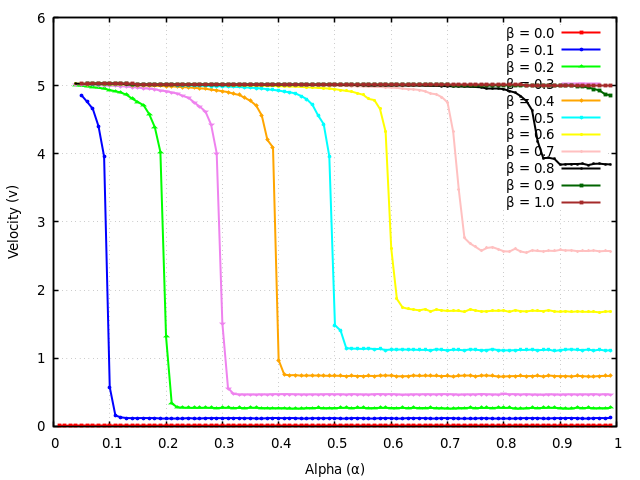 6
5
4
3
2
1
0
Velocity (v)
β = 0.0
β = 0.1
β = 0.2
β = 0.3
β = 0.4
β = 0.5
β = 0.6
β = 0.7
β = 0.8
β = 0.9
β = 1.0
0 0.1 0.2 0.3 0.4 0.5 0.6 0.7 0.8 0.9 1
Alpha (α)